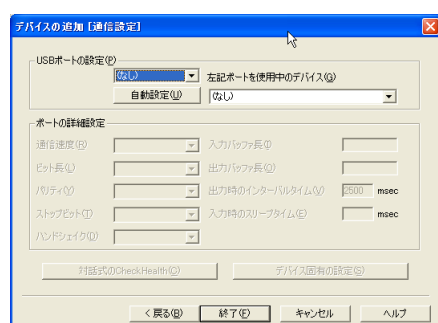 デバイスの追加 [通信設定]
USBポートの設定(P)
(なし)
左記ポートを使用中のデバイス(G)
自動設定(U)
(なし)
ポートの詳細設定
通信速度(R)
入力バッファ長(I)
ビット長(L)
出力バッファ長(O)
パリティ(Y)
出力時のインターバルタイム(V)
2500
msec
ストップビット(T)
入力時のスリープタイム(E)
msec
ハンドシェイク(D)
対話式のCheckHealth(C)
デバイス固有の設定(S)
< 戻る(B)
終了(F)
キャンセル
ヘルプ